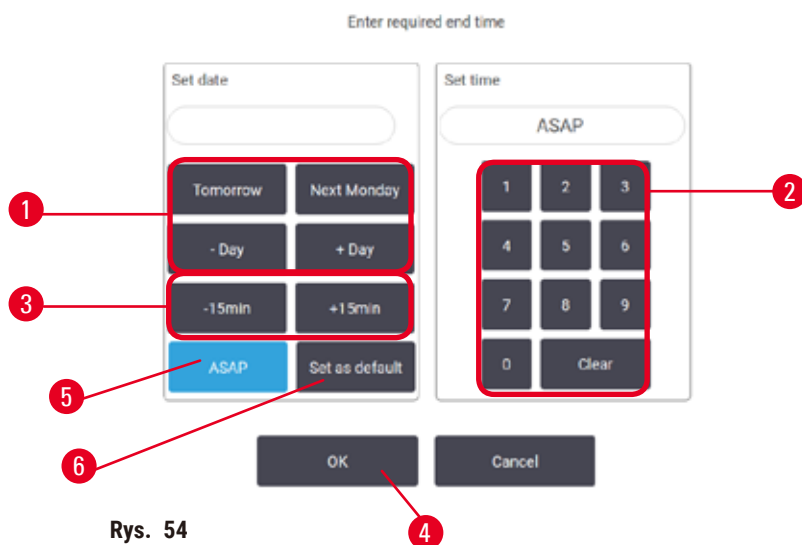 Enter required end time
Set date
Set time
ASAP
Tomorrow
Next Monday
1
2
3
2
1
- Day
+ Day
4
5
6
3
-15min
+15min
7
8
9
ASAP
Set as default
0
Clear
5
6
OK
Cancel
Rys. 54
4